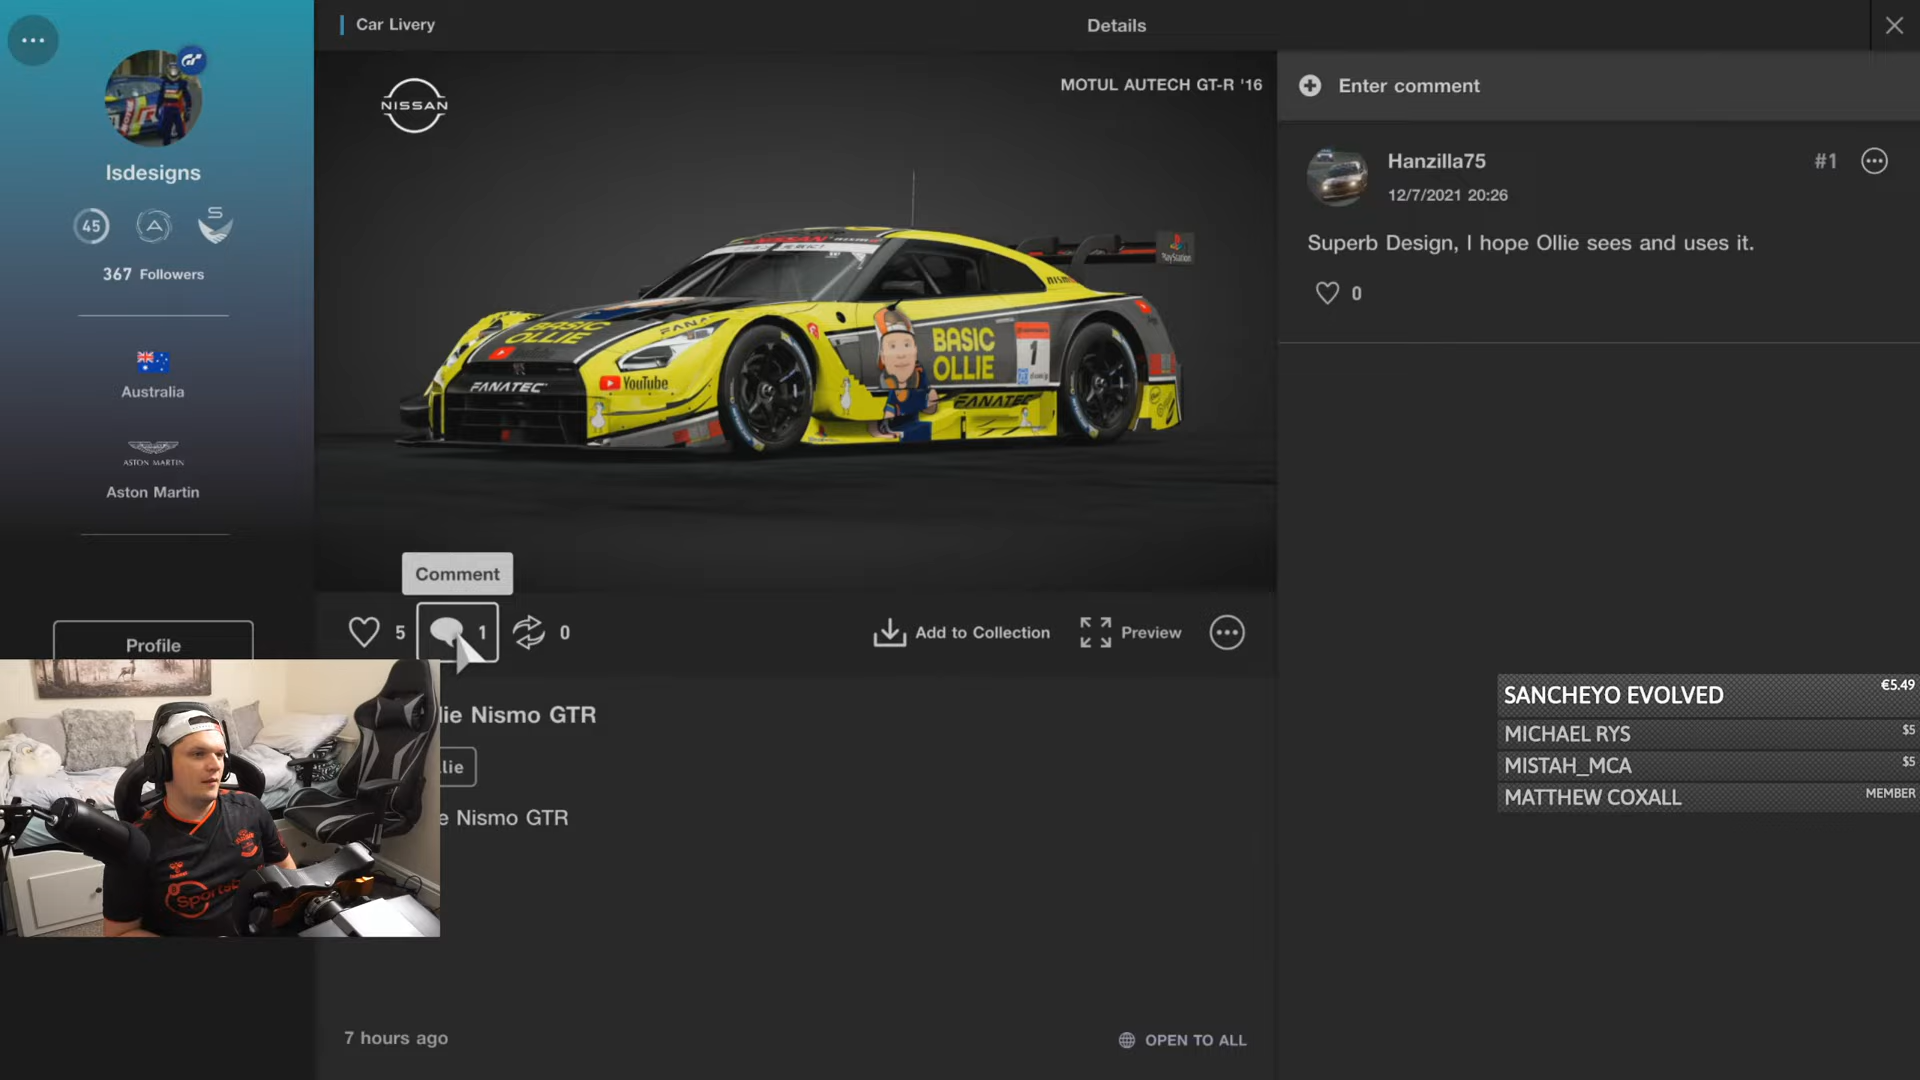 Car Livery
Details
NISSAN
MOTUL AUTECH GT-R '16
Enter comment
Isdesigns
45
367 Followers
Australia
ASTON MARTIN
Aston Martin
Profile
Hanzilla75
#1
12/7/2021 20:26
Superb Design, I hope Ollie sees and uses it.
0
PlayStation
BASIC
OLLIE
BASIC
OLLIE
1
FANATEC
YouTube
FANATEC
Comment
5
1
0
Add to Collection
Preview
lie Nismo GTR
lie
e Nismo GTR
SANCHEYO EVOLVED
€5.49
MICHAEL RYS
$5
MISTAH_MCA
$5
MATTHEW COXALL
MEMBER
7 hours ago
OPEN TO ALL